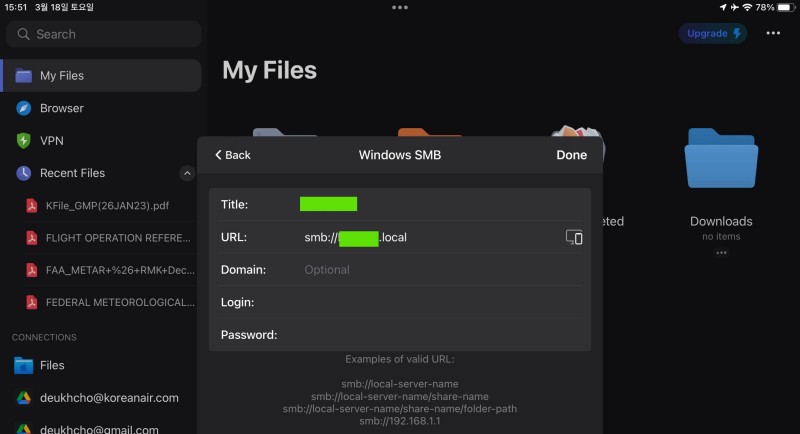 15:51 3월 18일 토요일
78%
Search
My Files
Browser
VPN
Recent Files
KFile_GMP(26JAN23).pdf
FLIGHT OPERATION REFERE...
FAA_METAR+%26+RMK+Dec...
FEDERAL METEOROLOGICAL...
CONNECTIONS
Files
deukhcho@koreanair.com
deukhcho@gmail.com
Upgrade
My Files
eted
Downloads
no items
Back
Windows SMB
Done
Title:
URL: smb:// .local
Domain: Optional
Login:
Password:
Examples of valid URL:
smb://local-server-name
smb://local-server-name/share-name
smb://local-server-name/share-name/folder-path
smb://192.168.1.1